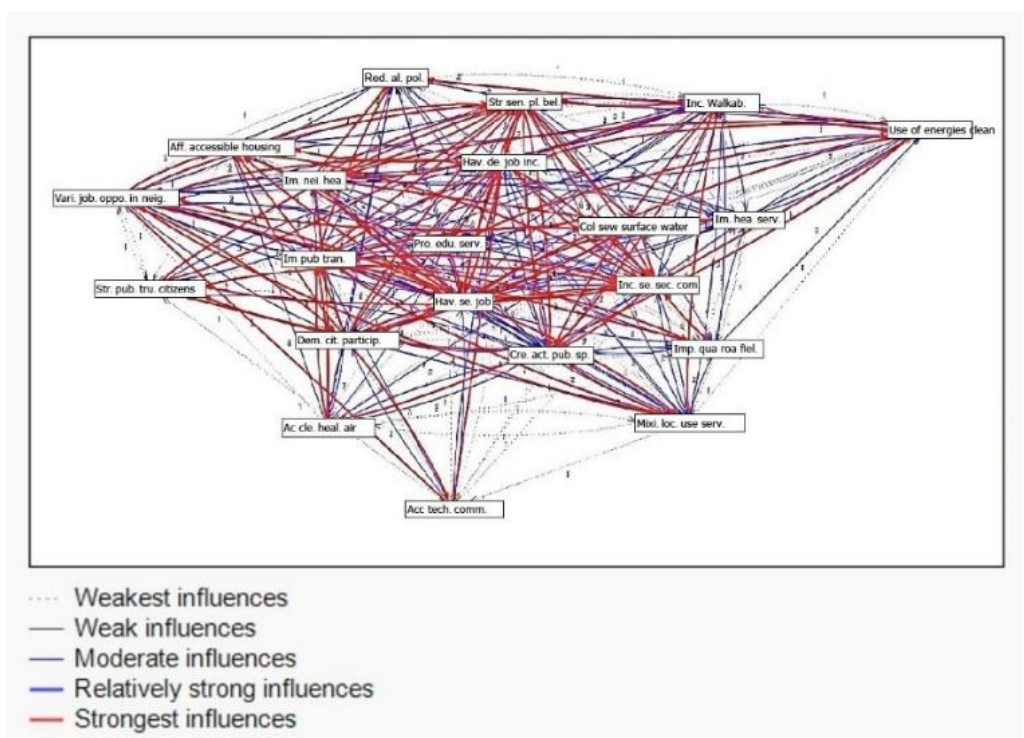 Red. al. pol.
Str sen. pl. bel.
Inc. Walkab.
Use of energies clean
Aff. accessible housing
Hav. de. job inc.
Im. nei. hea
Vari. job. oppo. in neig.
Col sew surface water
Im. hea serv.
Pro. edu. serv.
Im pub tran.
Str. pub. tru. citizens
Inc. se. sec. com
Hav. se. job
Dem. cit. particip.
Cre. act. pub. sp.
Imp. qua roa fiel.
Ac cle. heal. air
Mixi. loc. use serv.
Acc tech. comm.
Weakest influences
Weak influences
Moderate influences
Relatively strong influences
Strongest influences